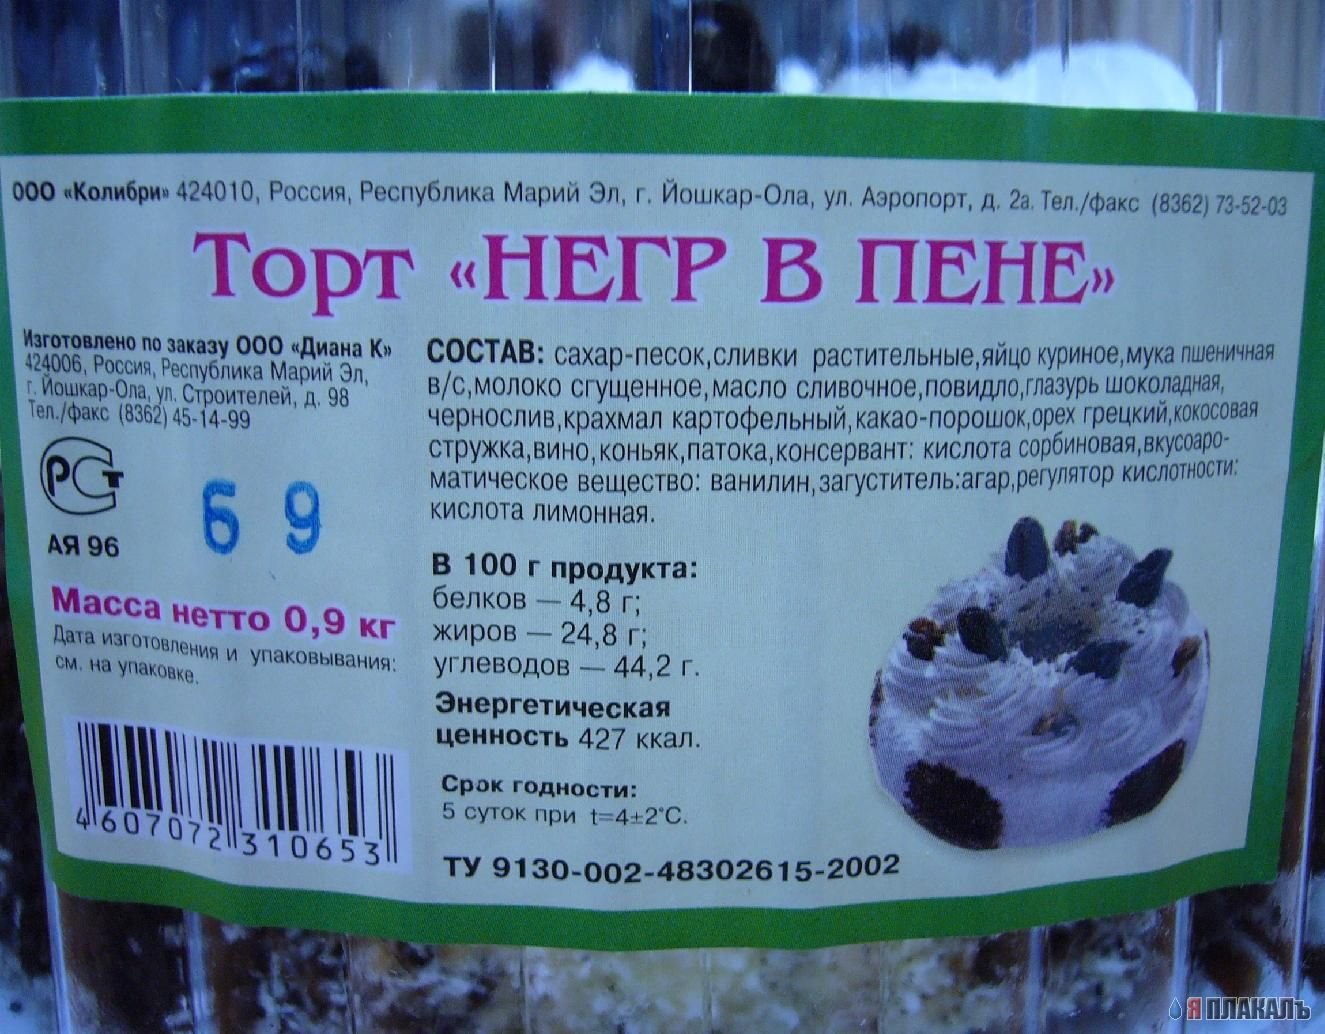 ООО «Колибри» 424010, Россия, Республика Марий Эл, г. Йошкар-Ола, ул. Аэропорт, д. 2а. Тел./факс (8362) 73-52-03
Торт «НЕГР В ПЕНЕ»
Изготовлено по заказу ООО «Диана К»
424006, Россия, Республика Марий Эл,
г. Йошкар-Ола, ул. Строителей, д. 98
Тел./факс (8362) 45-14-99
РСТ
АЯ 96
6 9
Масса нетто 0,9 кг
Дата изготовления и упаковывания:
см. на упаковке.
4607072310653
СОСТАВ: сахар-песок,сливки растительные,яйцо куриное,мука пшеничная
в/с,молоко сгущенное,масло сливочное,повидло,глазурь шоколадная,
чернослив,крахмал картофельный,какао-порошок,орех грецкий,кокосовая
стружка,вино,коньяк,патока,консервант: кислота сорбиновая,вкусоаро-
матическое вещество: ванилин,загуститель:агар,регулятор кислотности:
кислота лимонная.
В 100 г продукта:
белков — 4,8 г;
жиров — 24,8 г;
углеводов — 44,2 г.
Энергетическая
ценность 427 ккал.
Срок годности:
5 суток при t=4±2°С.
ТУ 9130-002-48302615-2002
Я ПЛАКАЛЪ